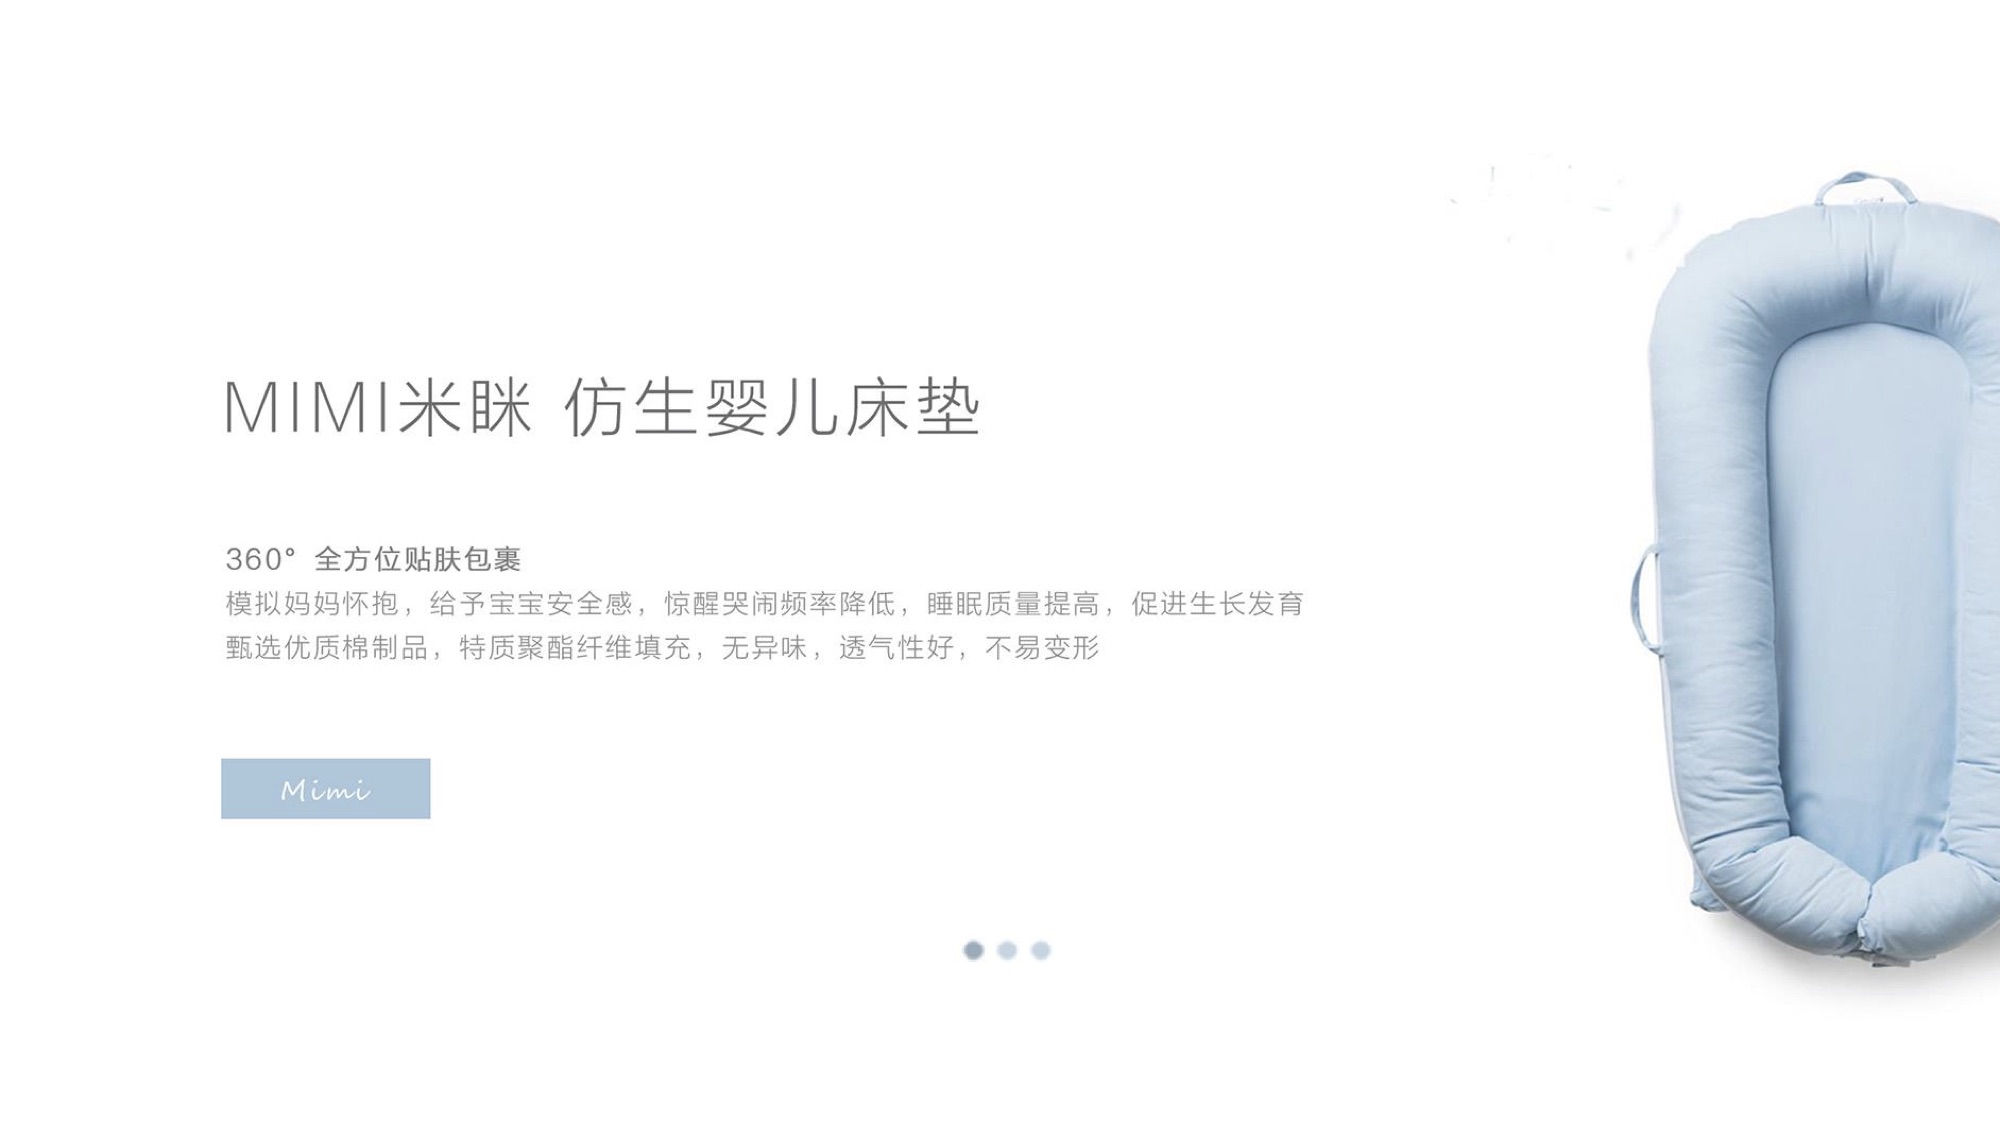 MIMI米眯 仿生婴儿床垫
360° 全方位贴肤包裹
模拟妈妈怀抱，给予宝宝安全感，惊醒哭闹频率降低，睡眠质量提高，促进生长发育
甄选优质棉制品，特质聚酯纤维填充，无异味，透气性好，不易变形
Mimi